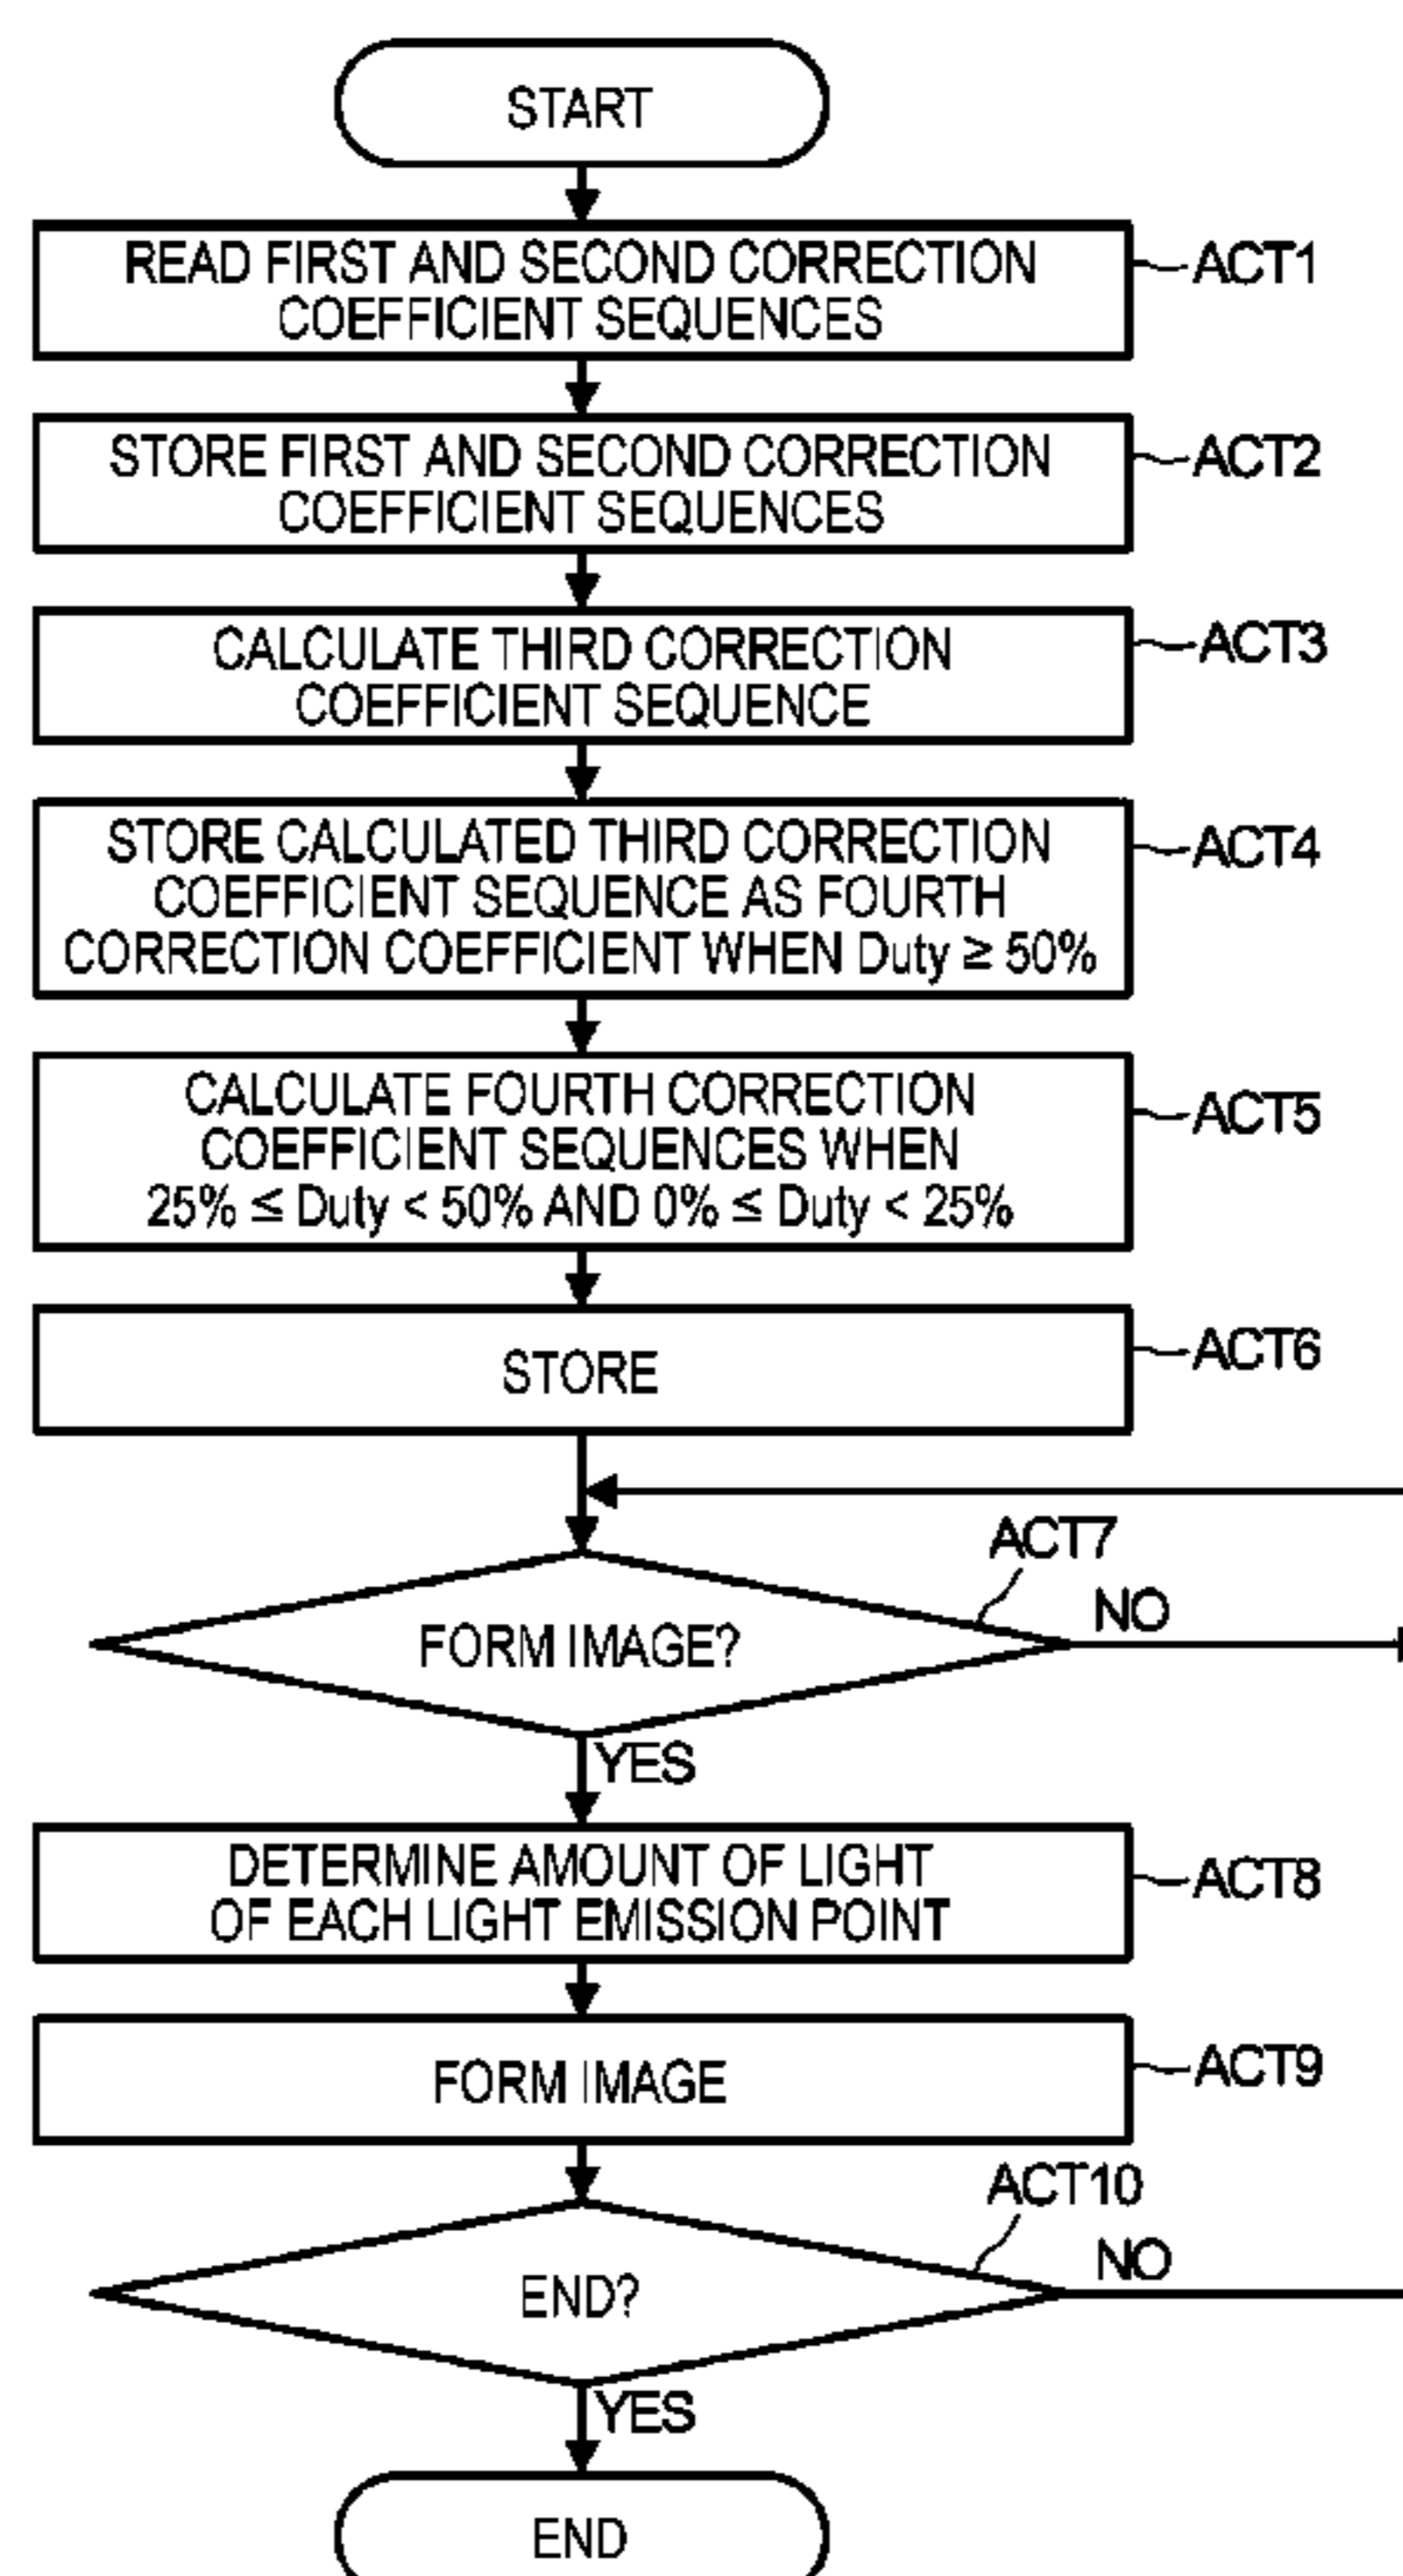 START
READ FIRST AND SECOND CORRECTION
COEFFICIENT SEQUENCES
ACT1
STORE FIRST AND SECOND CORRECTION
COEFFICIENT SEQUENCES
ACT2
CALCULATE THIRD CORRECTION
COEFFICIENT SEQUENCE
ACT3
STORE CALCULATED THIRD CORRECTION
COEFFICIENT SEQUENCE AS FOURTH
CORRECTION COEFFICIENT WHEN Duty ≥ 50%
ACT4
CALCULATE FOURTH CORRECTION
COEFFICIENT SEQUENCES WHEN
25% ≤ Duty < 50% AND 0% ≤ Duty < 25%
ACT5
STORE
ACT6
ACT7
NO
FORM IMAGE?
YES
DETERMINE AMOUNT OF LIGHT
OF EACH LIGHT EMISSION POINT
ACT8
FORM IMAGE
ACT9
ACT10
NO
END?
YES
END